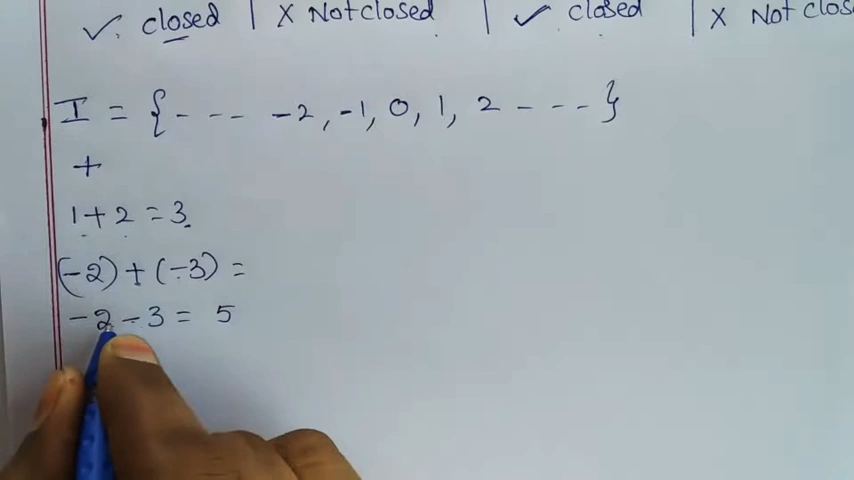 ✓. closed | X Not closed | ✓ closed | X Not clos
I = {- -- -2, -1, 0, 1, 2 - -- }
+
1+2 = 3.
(-2) + (-3) =
-2 - 3 = 5